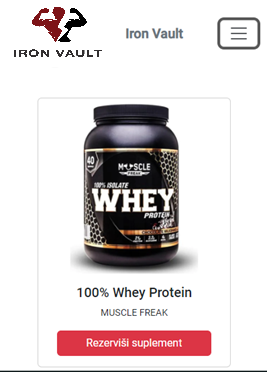 IRON VAULT
Iron Vault
40
MUSCLE
FREAK
100% ISOLATE
WHEY
PROTEIN
100% Whey Protein
MUSCLE FREAK
Rezerviši suplement